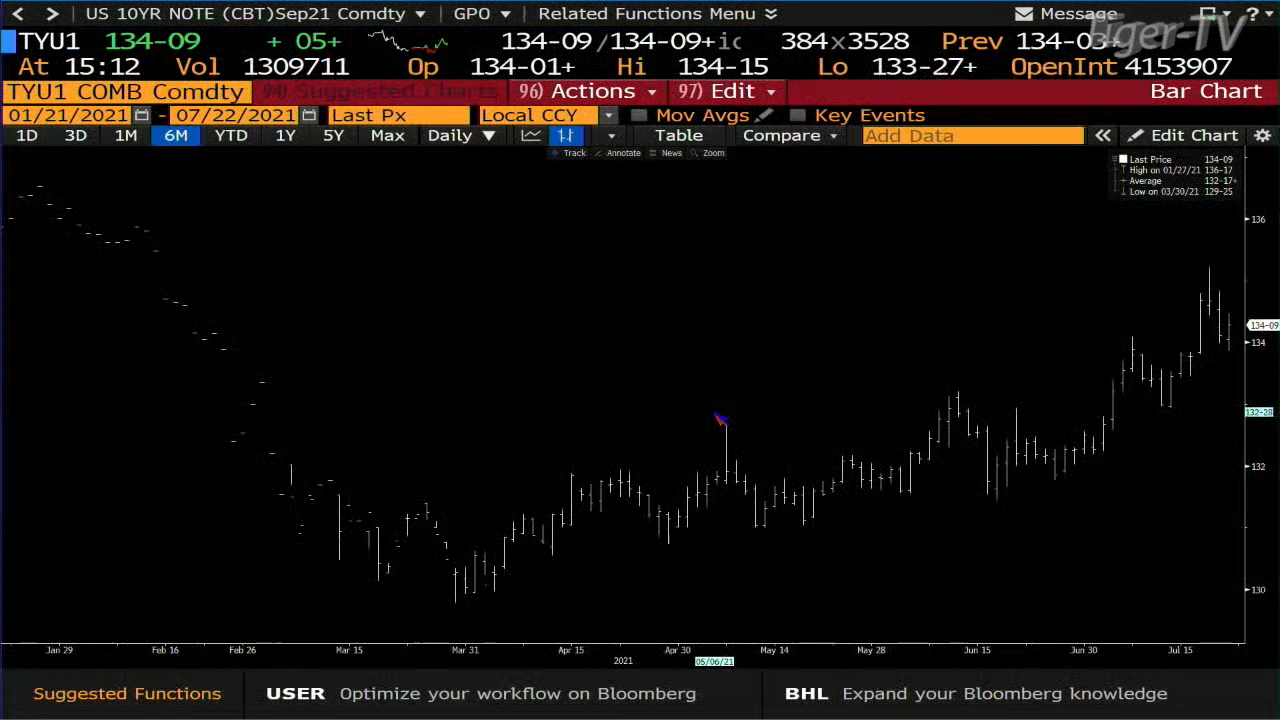 US 10YR NOTE (CBT)Sep21 Comdty GPO Related Functions Menu Message ?
TYU1 134-09 + 05+ 134-09/134-09+ic 384x3528 Prev 134-03+
Tiger-TV
At 15:12 Vol 1309711 Op 134-01+ Hi 134-15 Lo 133-27+ OpenInt 4153907
TYU1 COMB Comdty 94) Suggested Charts 96) Actions 97) Edit Bar Chart
01/21/2021 - 07/22/2021 Last Px Local CCY Mov Avgs Key Events
1D 3D 1M 6M YTD 1Y 5Y Max Daily Table Compare Add Data Edit Chart
Track Annotate News Zoom
Last Price 134-09
High on 01/27/21 136-17
Average 132-17+
Low on 03/30/21 129-25
136
134-09
134
132-28
132
130
Jan 29 Feb 16 Feb 26 Mar 15 Mar 31 Apr 15 Apr 30 May 14 May 28 Jun 15 Jun 30 Jul 15
2021 05/06/21
Suggested Functions USER Optimize your workflow on Bloomberg BHL Expand your Bloomberg knowledge